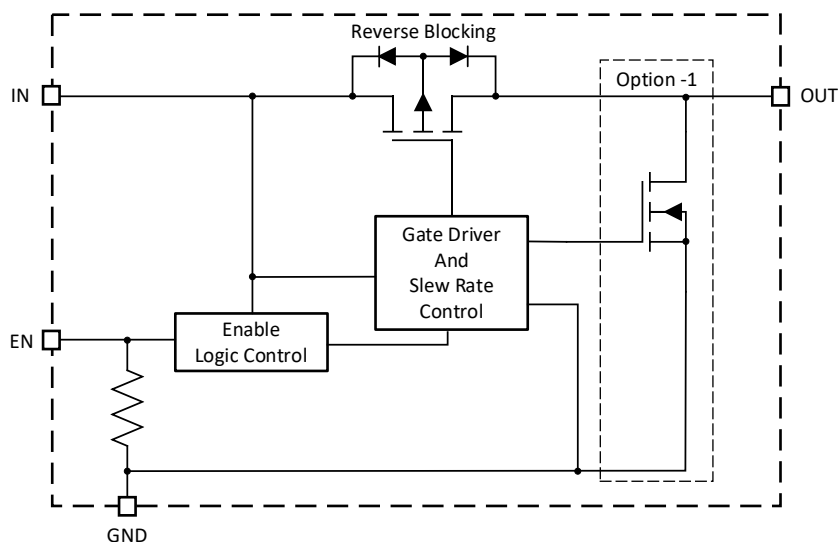 Reverse Blocking
Option -1
IN
OUT
Gate Driver
And
Slew Rate
Control
Enable
Logic Control
EN
GND